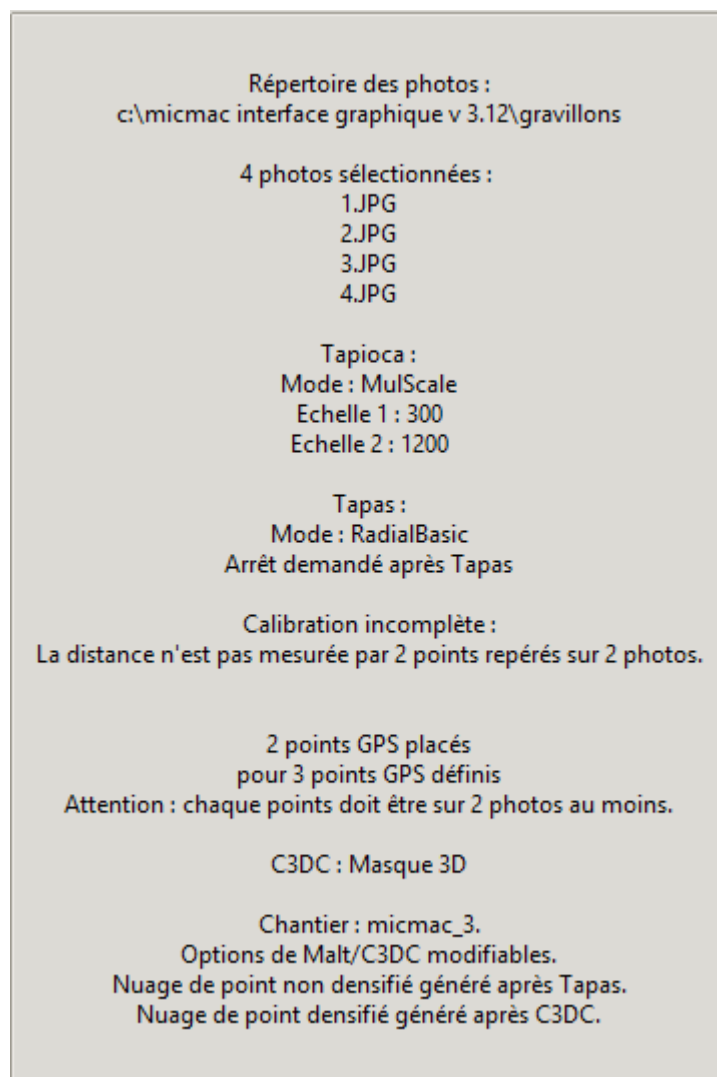 Répertoire des photos :
c:\micmac interface graphique v 3.12\gravillons
4 photos sélectionnées :
1.JPG
2.JPG
3.JPG
4.JPG
Tapioca :
Mode : MulScale
Echelle 1 : 300
Echelle 2 : 1200
Tapas :
Mode : RadialBasic
Arrêt demandé après Tapas
Calibration incomplète :
La distance n'est pas mesurée par 2 points repérés sur 2 photos.
2 points GPS placés
pour 3 points GPS définis
Attention : chaque points doit être sur 2 photos au moins.
C3DC : Masque 3D
Chantier : micmac_3.
Options de Malt/C3DC modifiables.
Nuage de point non densifié généré après Tapas.
Nuage de point densifié généré après C3DC.